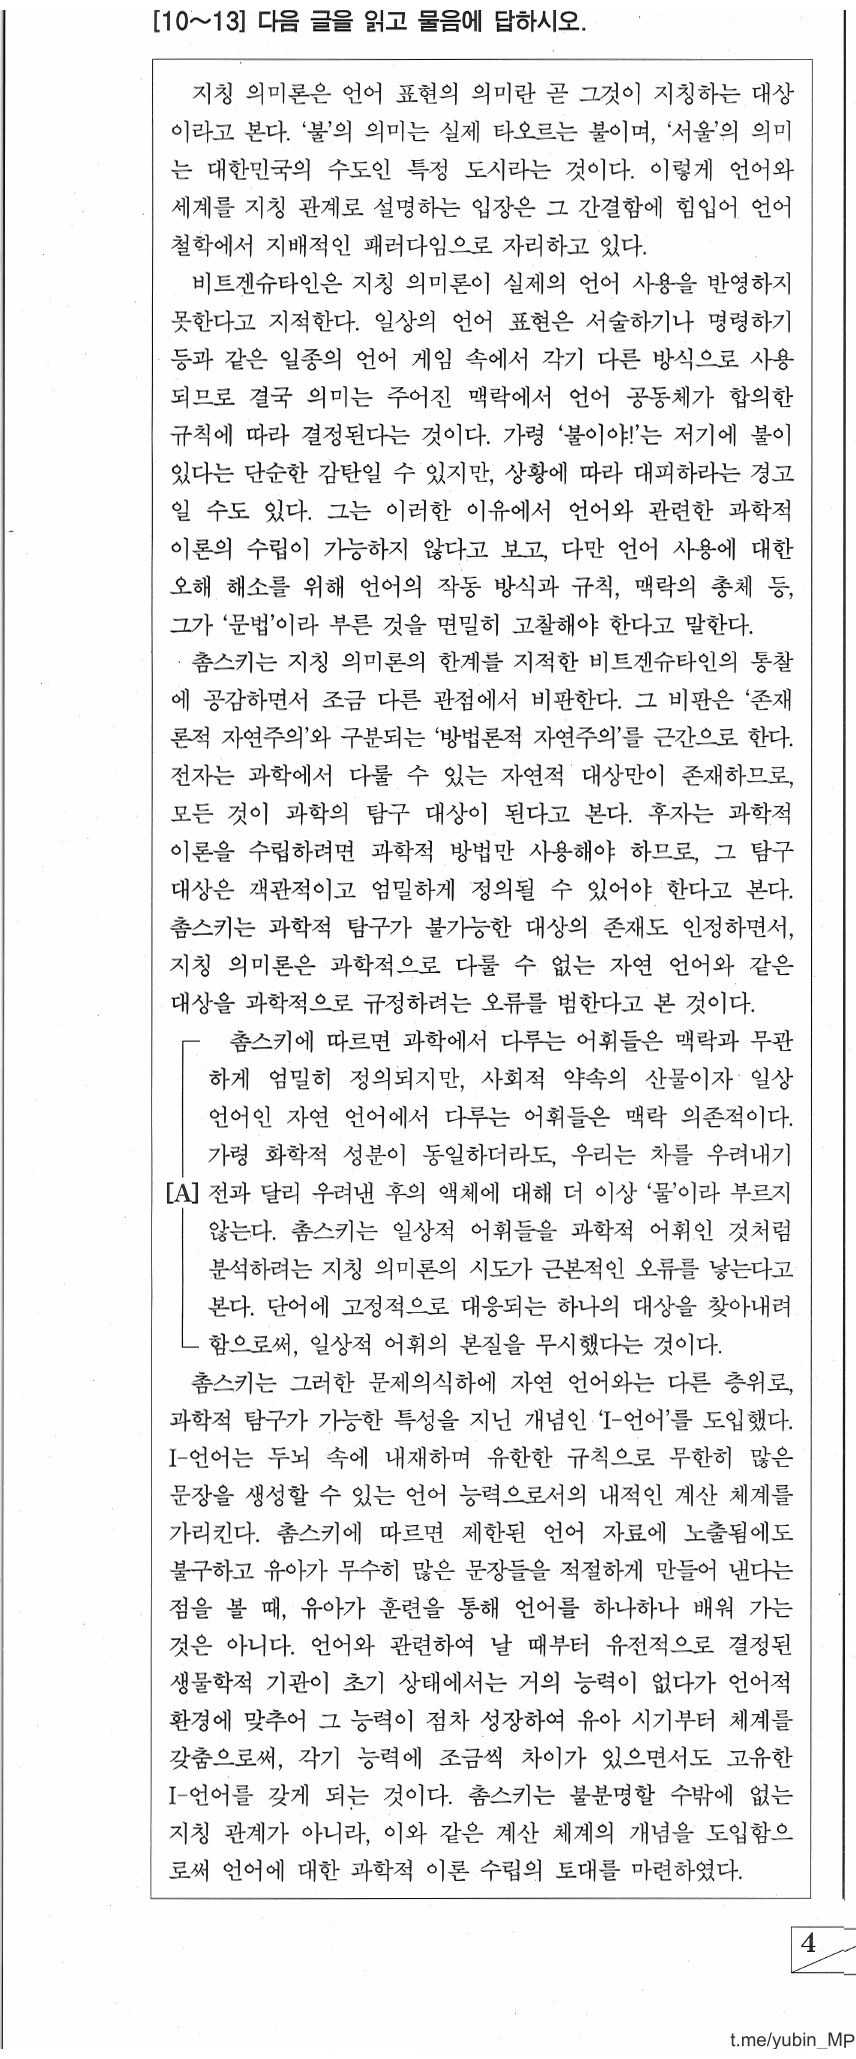 [10~13] 다음 글을 읽고 물음에 답하시오.
지칭 의미론은 언어 표현의 의미란 곧 그것이 지칭하는 대상
이라고 본다. ‘불’의 의미는 실제 타오르는 불이며, ‘서울’의 의미
는 대한민국의 수도인 특정 도시라는 것이다. 이렇게 언어와
세계를 지칭 관계로 설명하는 입장은 그 간결함에 힘입어 언어
철학에서 지배적인 패러다임으로 자리하고 있다.
비트겐슈타인은 지칭 의미론이 실제의 언어 사용을 반영하지
못한다고 지적한다. 일상의 언어 표현은 서술하기나 명령하기
등과 같은 일종의 언어 게임 속에서 각기 다른 방식으로 사용
되므로 결국 의미는 주어진 맥락에서 언어 공동체가 합의한
규칙에 따라 결정된다는 것이다. 가령 ‘불이야!’는 저기에 불이
있다는 단순한 감탄일 수 있지만, 상황에 따라 대피하라는 경고
일 수도 있다. 그는 이러한 이유에서 언어와 관련한 과학적
이론의 수립이 가능하지 않다고 보고, 다만 언어 사용에 대한
오해 해소를 위해 언어의 작동 방식과 규칙, 맥락의 총체 등,
그가 ‘문법’이라 부른 것을 면밀히 고찰해야 한다고 말한다.
촘스키는 지칭 의미론의 한계를 지적한 비트겐슈타인의 통찰
에 공감하면서 조금 다른 관점에서 비판한다. 그 비판은 ‘존재
론적 자연주의’와 구분되는 ‘방법론적 자연주의’를 근간으로 한다.
전자는 과학에서 다룰 수 있는 자연적 대상만이 존재하므로,
모든 것이 과학의 탐구 대상이 된다고 본다. 후자는 과학적
이론을 수립하려면 과학적 방법만 사용해야 하므로, 그 탐구
대상은 객관적이고 엄밀하게 정의될 수 있어야 한다고 본다.
촘스키는 과학적 탐구가 불가능한 대상의 존재도 인정하면서,
지칭 의미론은 과학적으로 다룰 수 없는 자연 언어와 같은
대상을 과학적으로 규정하려는 오류를 범한다고 본 것이다.
촘스키에 따르면 과학에서 다루는 어휘들은 맥락과 무관
하게 엄밀히 정의되지만, 사회적 약속의 산물이자 일상
언어인 자연 언어에서 다루는 어휘들은 맥락 의존적이다.
가령 화학적 성분이 동일하더라도, 우리는 차를 우려내기
[A] 전과 달리 우려낸 후의 액체에 대해 더 이상 ‘물’이라 부르지
않는다. 촘스키는 일상적 어휘들을 과학적 어휘인 것처럼
분석하려는 지칭 의미론의 시도가 근본적인 오류를 낳는다고
본다. 단어에 고정적으로 대응되는 하나의 대상을 찾아내려
함으로써, 일상적 어휘의 본질을 무시했다는 것이다.
촘스키는 그러한 문제의식하에 자연 언어와는 다른 층위로,
과학적 탐구가 가능한 특성을 지닌 개념인 ‘I-언어’를 도입했다.
I-언어는 두뇌 속에 내재하며 유한한 규칙으로 무한히 많은
문장을 생성할 수 있는 언어 능력으로서의 내적인 계산 체계를
가리킨다. 촘스키에 따르면 제한된 언어 자료에 노출됨에도
불구하고 유아가 무수히 많은 문장들을 적절하게 만들어 낸다는
점을 볼 때, 유아가 훈련을 통해 언어를 하나하나 배워 가는
것은 아니다. 언어와 관련하여 날 때부터 유전적으로 결정된
생물학적 기관이 초기 상태에서는 거의 능력이 없다가 언어적
환경에 맞추어 그 능력이 점차 성장하여 유아 시기부터 체계를
갖춤으로써, 각기 능력에 조금씩 차이가 있으면서도 고유한
I-언어를 갖게 되는 것이다. 촘스키는 불분명할 수밖에 없는
지칭 관계가 아니라, 이와 같은 계산 체계의 개념을 도입함으
로써 언어에 대한 과학적 이론 수립의 토대를 마련하였다.
4
t.me/yubin_MP